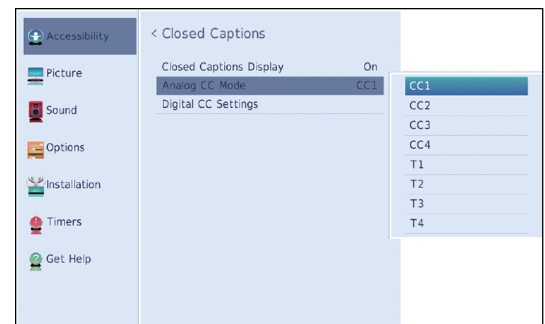 Accessibility
Picture
Sound
Options
Installation
Timers
Get Help
< Closed Captions
Closed Captions Display On
Analog CC Mode CC1
Digital CC Settings
CC1
CC2
CC3
CC4
T1
T2
T3
T4